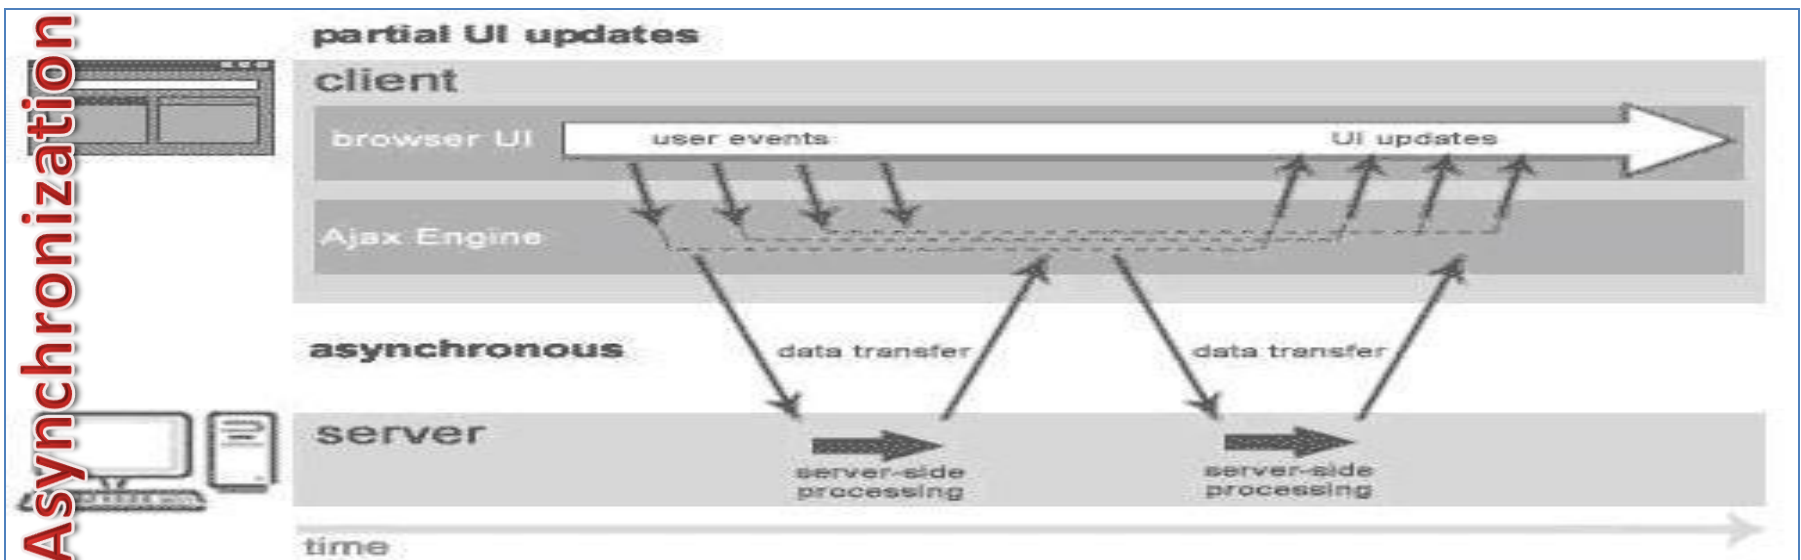 Asynchronization
partial UI updates
client
browser UI
user events
UI updates
Ajax Engine
asynchronous
data transfer
data transfer
server
server-side
processing
server-side
processing
time